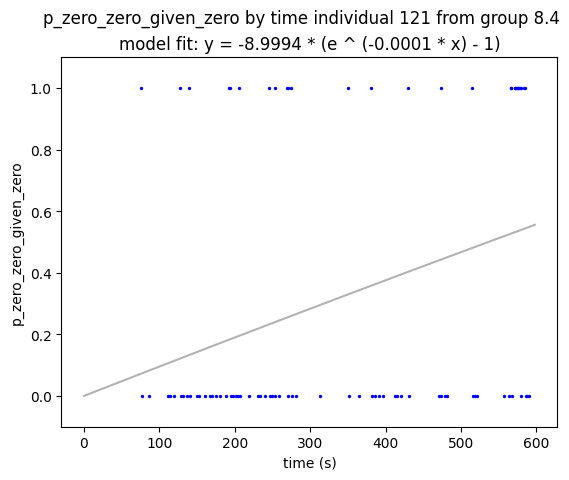 p_zero_zero_given_zero by time individual 121 from group 8.4
model fit: y = -8.9994 * (e ^ (-0.0001 * x) - 1)
1.0
0.8
0.6
0.4
0.2
0.0
p_zero_zero_given_zero
0 100 200 300 400 500 600
time (s)